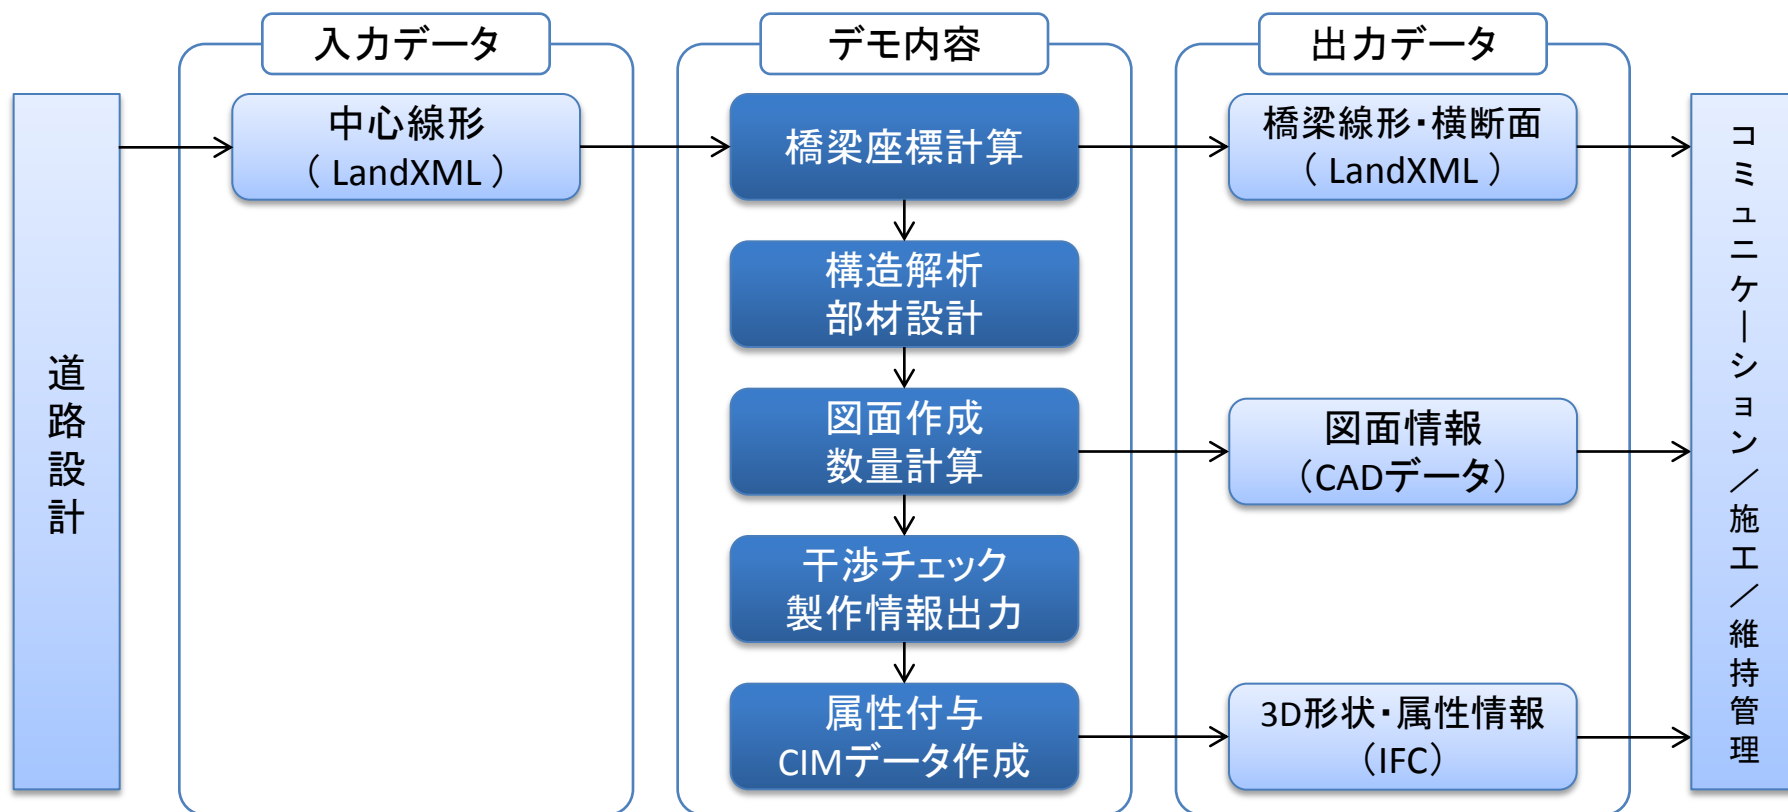 入力データ
デモ内容
出力データ
道路設計
中心線形
（ LandXML ）
橋梁座標計算
橋梁線形・横断面
（ LandXML ）
構造解析
部材設計
図面作成
数量計算
図面情報
（CADデータ）
干渉チェック
製作情報出力
属性付与
CIMデータ作成
3D形状・属性情報
（IFC）
コミュニケーション／施工／維持管理